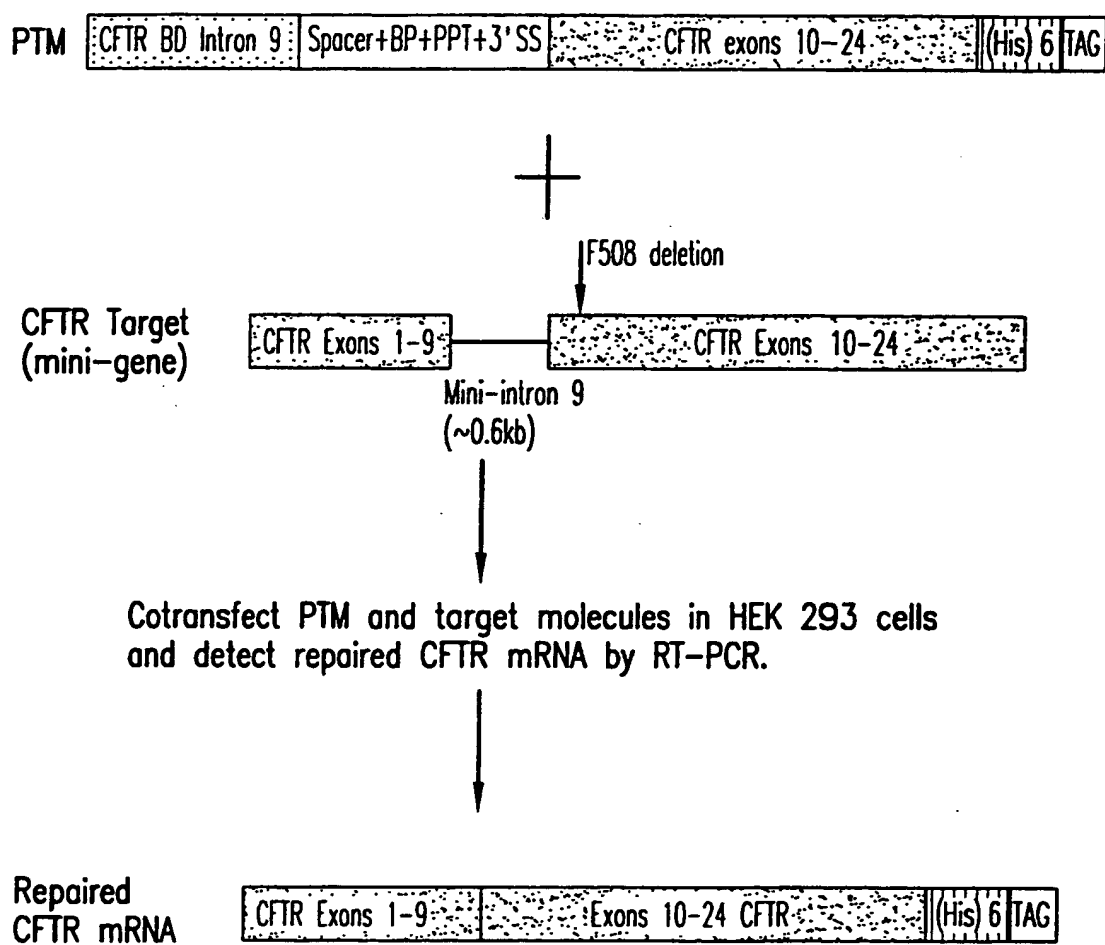 PTM
CFTR BD Intron 9
Spacer+BP+PPT+3'SS
CFTR exons 10-24
(His) 6
TAG
F508 deletion
CFTR Target
(mini-gene)
CFTR Exons 1-9
CFTR Exons 10-24
Mini-intron 9
(~0.6kb)
Cotransfect PTM and target molecules in HEK 293 cells
and detect repaired CFTR mRNA by RT-PCR.
Repaired
CFTR mRNA
CFTR Exons 1-9
Exons 10-24 CFTR
(His) 6
TAG